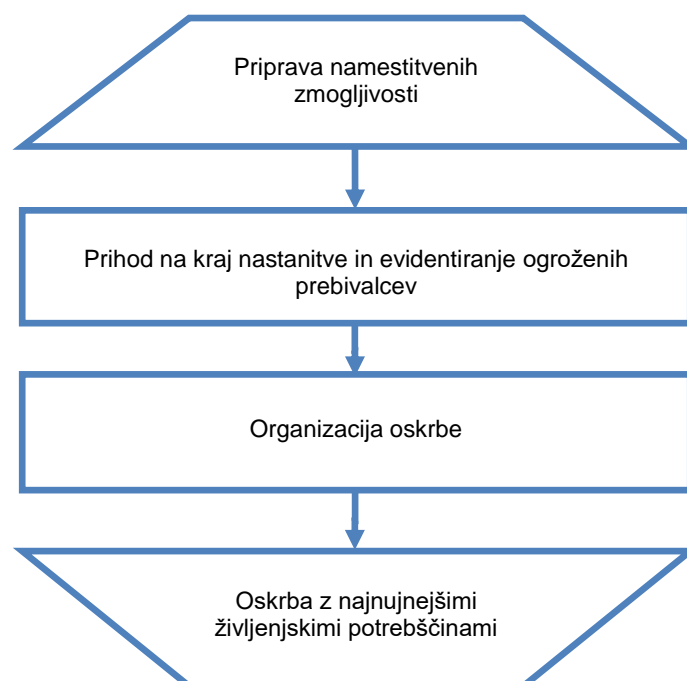 Priprava namestitvenih
zmogljivosti
Prihod na kraj nastanitve in evidentiranje ogroženih
prebivalcev
Organizacija oskrbe
Oskrba z najnujnejšimi
življenjskimi potrebščinami